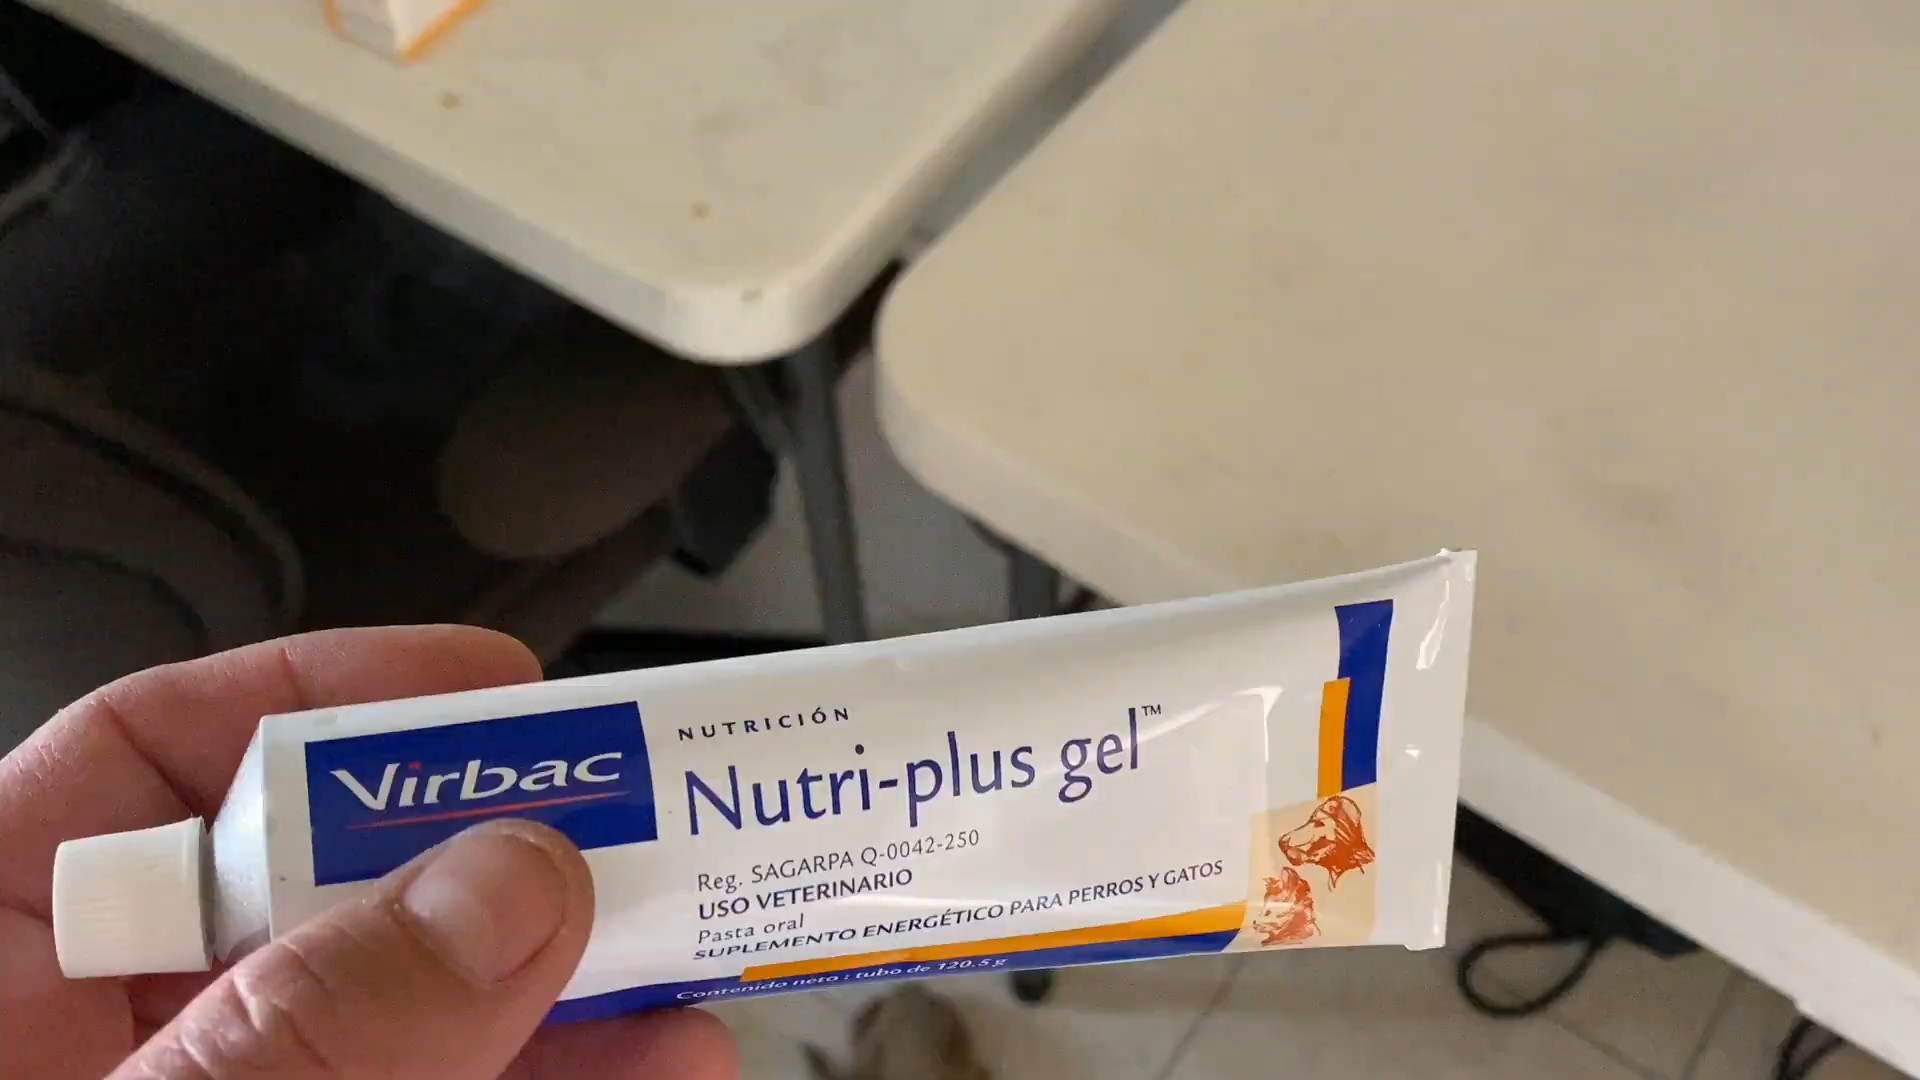 Virbac
NUTRICIÓN
Nutri-plus gel™
Reg. SAGARPA Q-0042-250
USO VETERINARIO
Pasta oral
SUPLEMENTO ENERGÉTICO PARA PERROS Y GATOS
Contenido neto : tubo de 120.5 g